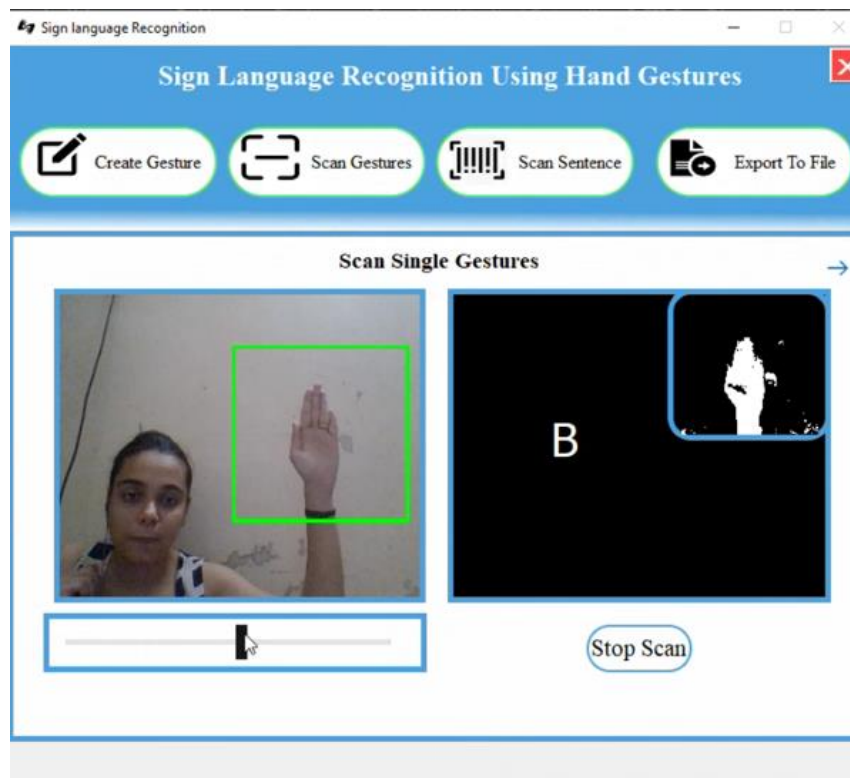 Sign language Recognition
Sign Language Recognition Using Hand Gestures
Create Gesture
Scan Gestures
Scan Sentence
Export To File
Scan Single Gestures
B
Stop Scan